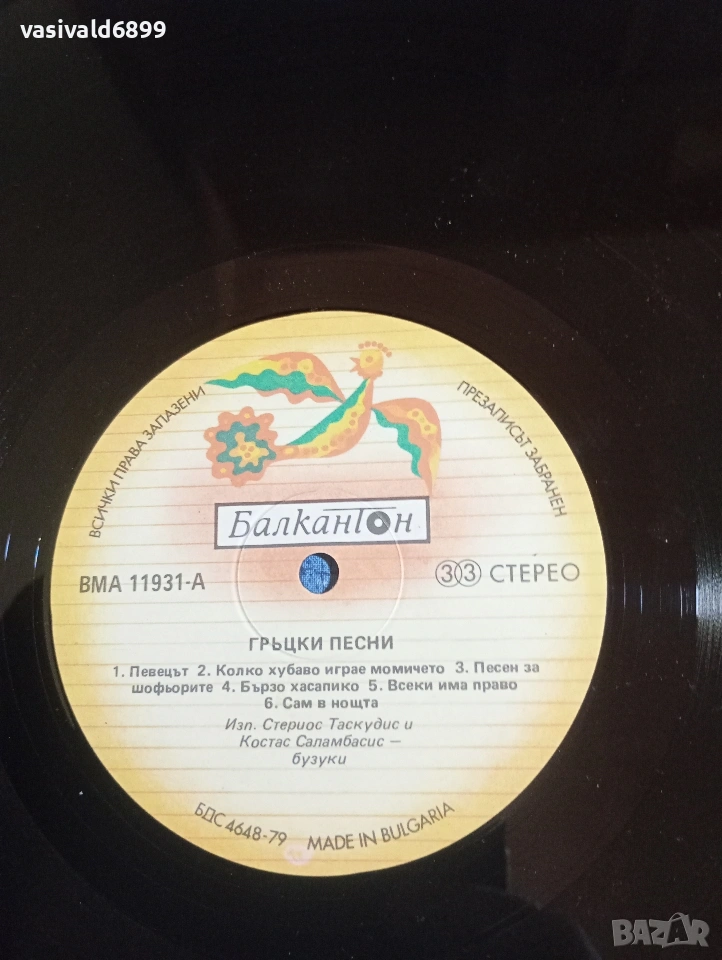 vasivald6899
ВСИЧКИ ПРАВА ЗАПАЗЕНИ
ПРЕЗАПИСЪТ ЗАБРАНЕН
Балкантон
ВМА 11931-А
33 СТЕРЕО
ГРЪЦКИ ПЕСНИ
1. Певецът 2. Колко хубаво играе момичето 3. Песен за
шофьорите 4. Бързо хасапико 5. Всеки има право
6. Сам в нощта
Изп. Стериос Таскудис и
Костас Саламбасис —
бузуки
БДС 4648-79 MADE IN BULGARIA
BAZAR